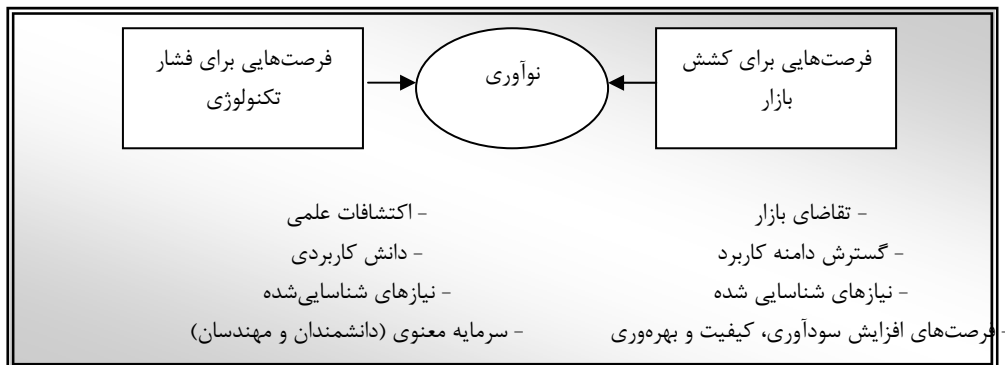 فرصت‌هایی برای کشش
بازار
نوآوری
فرصت‌هایی برای فشار
تکنولوژی
- تقاضای بازار
- گسترش دامنه کاربرد
- نیازهای شناسایی شده
- فرصت‌های افزایش سودآوری، کیفیت و بهره‌وری
- اکتشافات علمی
- دانش کاربردی
- نیازهای شناسایی‌شده
- سرمایه معنوی (دانشمندان و مهندسان)